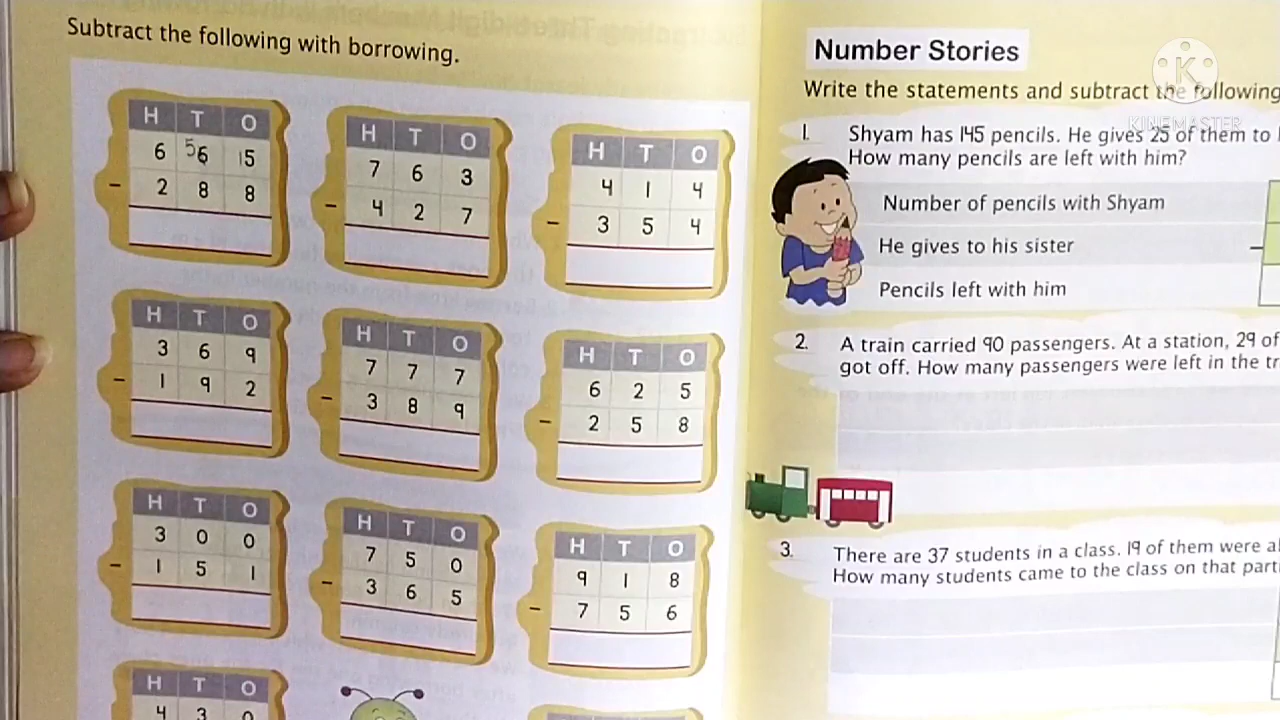 Subtract the following with borrowing.
H T O
6 5 6 15
- 2 8 8
H T O
7 6 3
- 4 2 7
H T O
4 1 4
- 3 5 4
H T O
3 6 9
- 1 9 2
H T O
7 7 7
- 3 8 9
H T O
6 2 5
- 2 5 8
H T O
3 0 0
- 1 5 1
H T O
7 5 0
- 3 6 5
H T O
9 1 8
- 7 5 6
H T O
4 3 0
Number Stories
Write the statements and subtract the following
KINEMASTER
1. Shyam has 145 pencils. He gives 25 of them to
How many pencils are left with him?
Number of pencils with Shyam
He gives to his sister
-
Pencils left with him
2. A train carried 90 passengers. At a station, 29 of
got off. How many passengers were left in the
3. There are 37 students in a class. 19 of them were
How many students came to the class on that